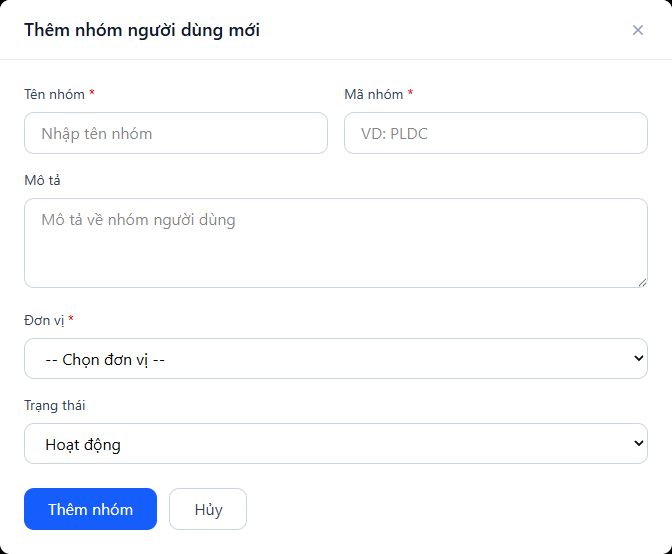 Thêm nhóm người dùng mới ×
Tên nhóm * Mã nhóm *
Nhập tên nhóm VD: PLDC
Mô tả
Mô tả về nhóm người dùng
Đơn vị *
-- Chọn đơn vị --
Trạng thái
Hoạt động
Thêm nhóm Hủy